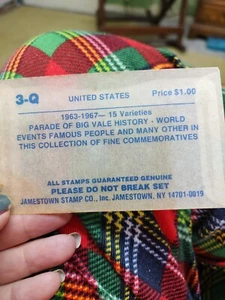 3-Q UNITED STATES Price $1.00
1963-1967— 15 Varieties
PARADE OF BIG VALE HISTORY - WORLD
EVENTS FAMOUS PEOPLE AND MANY OTHER IN
THIS COLLECTION OF FINE COMMEMORATIVES
ALL STAMPS GUARANTEED GENUINE
PLEASE DO NOT BREAK SET
JAMESTOWN STAMP CO., Inc. JAMESTOWN, NY 14701-0019